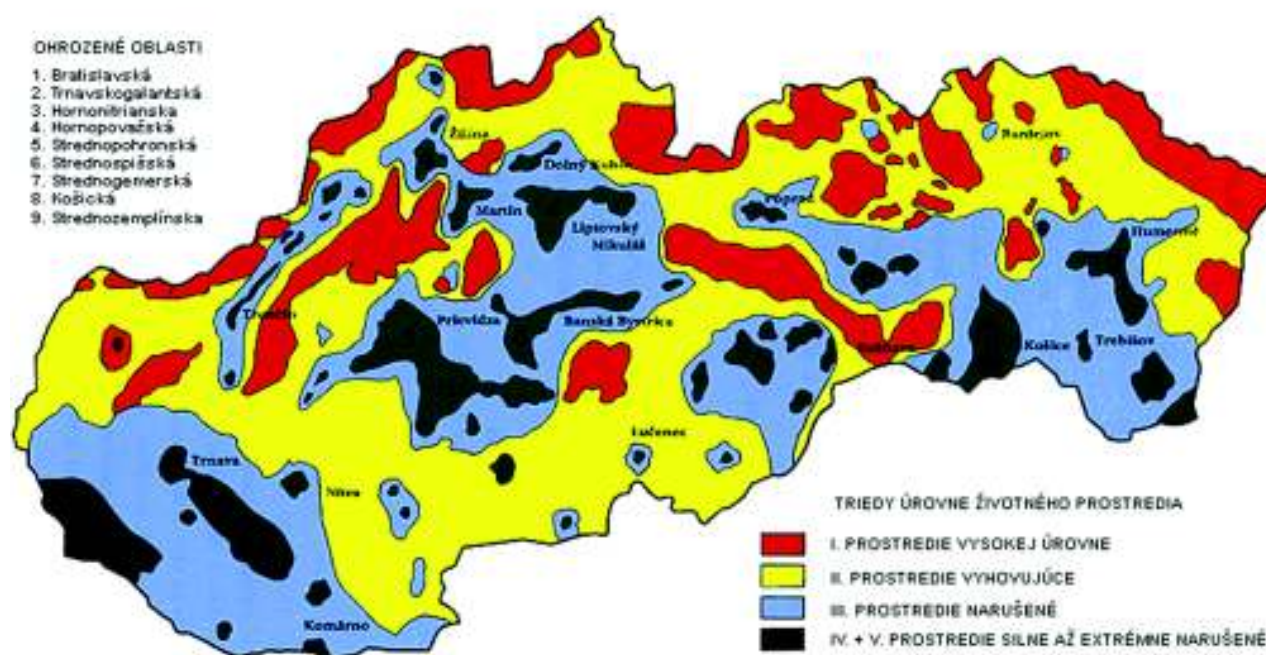 OHROZENÉ OBLASTI
1. Bratislavská
2. Trnavskogalantská
3. Hornonitrianska
4. Hornopovažská
5. Strednopohronská
6. Strednospišská
7. Strednogemerská
8. Košická
9. Strednozemplínska
Žilina
Dolný Kubín
Bardejov
Martin
Poprad
Liptovský
Mikuláš
Humenné
Trenčín
Prievidza
Banská Bystrica
Košice
Trebišov
Lučenec
Trnava
Nitra
Komárno
TRIEDY ÚROVNE ŽIVOTNÉHO PROSTREDIA
I. PROSTREDIE VYSOKEJ ÚROVNE
II. PROSTREDIE VYHOVUJÚCE
III. PROSTREDIE NARUŠENÉ
IV. + V. PROSTREDIE SILNE AŽ EXTRÉMNE NARUŠENÉ